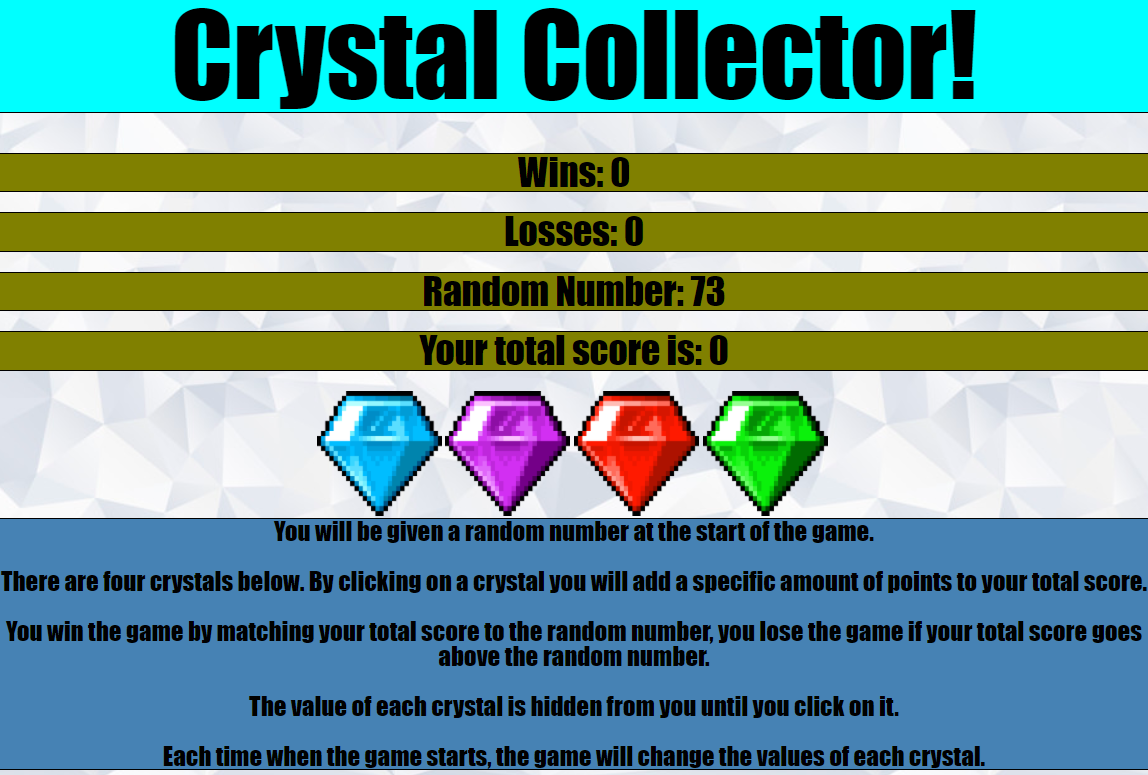 Crystal Collector!
Wins: 0
Losses: 0
Random Number: 73
Your total score is: 0
You will be given a random number at the start of the game.
There are four crystals below. By clicking on a crystal you will add a specific amount of points to your total score.
You win the game by matching your total score to the random number, you lose the game if your total score goes
above the random number.
The value of each crystal is hidden from you until you click on it.
Each time when the game starts, the game will change the values of each crystal.